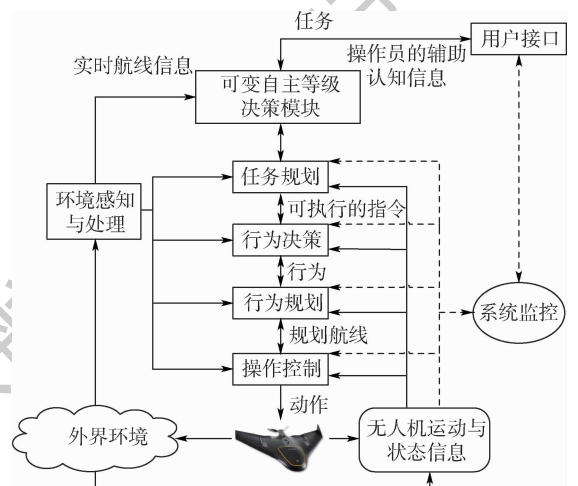 任务
用户接口
实时航线信息
操作员的辅助
认知信息
可变自主等级
决策模块
任务规划
环境感知
与处理
可执行的指令
行为决策
行为
行为规划
系统监控
规划航线
操作控制
动作
外界环境
无人机运动与
状态信息